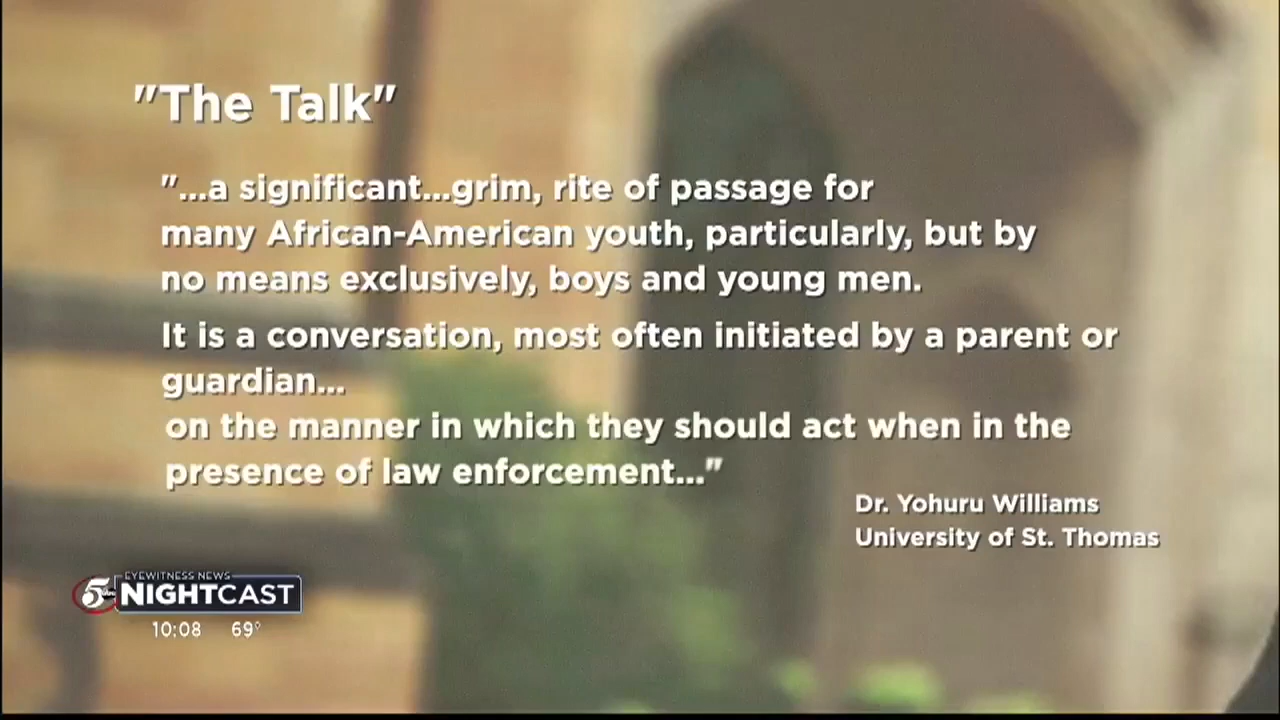 "The Talk"
"...a significant...grim, rite of passage for
many African-American youth, particularly, but by
no means exclusively, boys and young men.
It is a conversation, most often initiated by a parent or
guardian...
on the manner in which they should act when in the
presence of law enforcement..."
Dr. Yohuru Williams
University of St. Thomas
EYEWITNESS NEWS
5 abc NIGHTCAST
10:08 69°